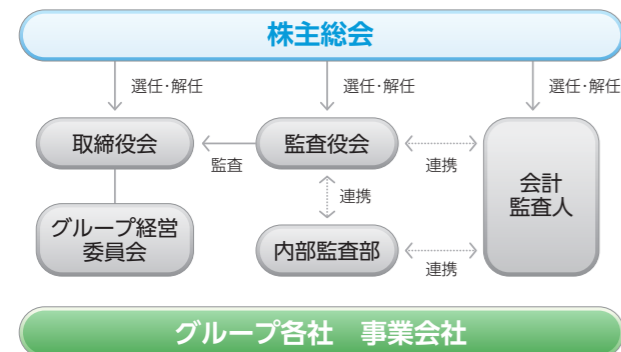 株主総会
選任・解任
選任・解任
選任・解任
取締役会
監査
監査役会
連携
会計
監査人
グループ経営
委員会
連携
内部監査部
連携
グループ各社　事業会社